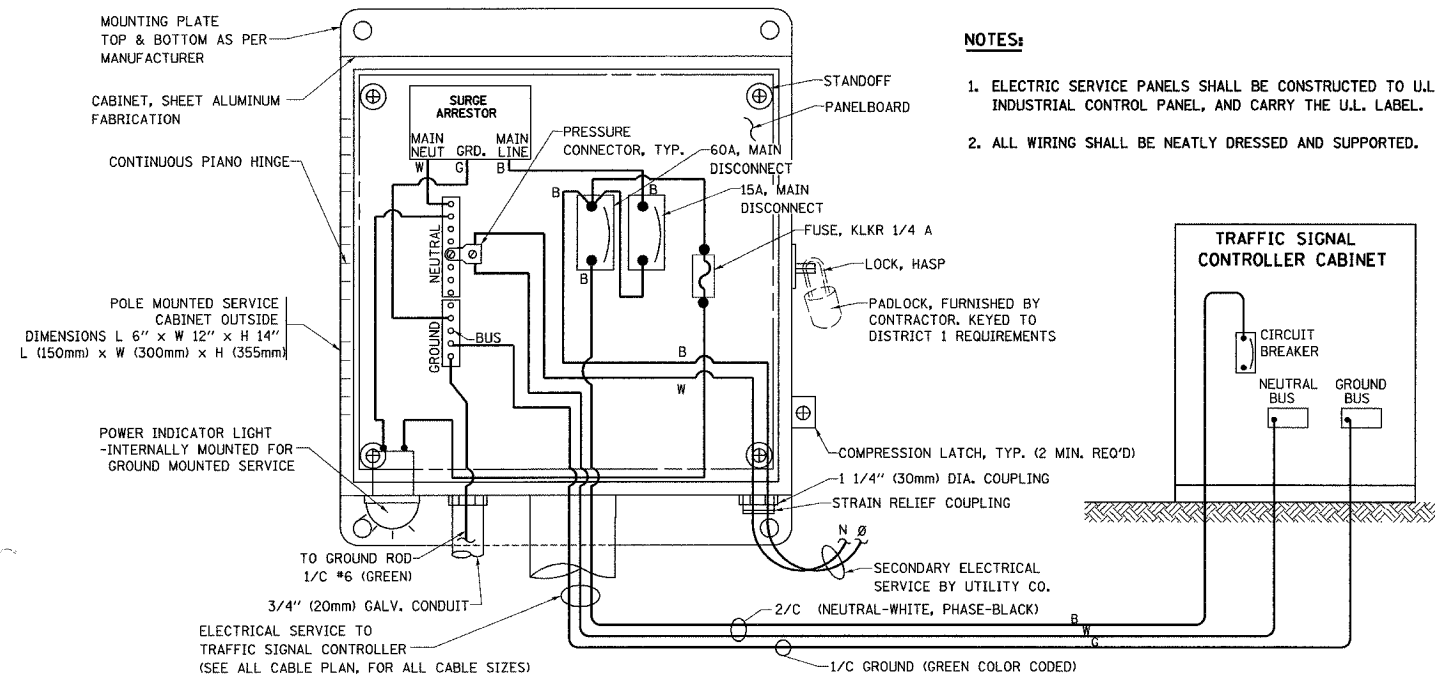 MOUNTING PLATE
TOP & BOTTOM AS PER
MANUFACTURER
CABINET, SHEET ALUMINUM
FABRICATION
CONTINUOUS PIANO HINGE
POLE MOUNTED SERVICE
CABINET OUTSIDE
DIMENSIONS L 6" x W 12" x H 14"
L (150mm) x W (300mm) x H (355mm)
POWER INDICATOR LIGHT
-INTERNALLY MOUNTED FOR
GROUND MOUNTED SERVICE
TO GROUND ROD
1/C #6 (GREEN)
3/4" (20mm) GALV. CONDUIT
ELECTRICAL SERVICE TO
TRAFFIC SIGNAL CONTROLLER
(SEE ALL CABLE PLAN, FOR ALL CABLE SIZES)
SURGE
ARRESTOR
MAIN
NEUT
GRD.
MAIN
LINE
W
G
B
PRESSURE
CONNECTOR, TYP.
NEUTRAL
GROUND
BUS
B
B
B
B
W
STANDOFF
PANELBOARD
60A, MAIN
DISCONNECT
15A, MAIN
DISCONNECT
FUSE, KLKR 1/4 A
LOCK, HASP
PADLOCK, FURNISHED BY
CONTRACTOR. KEYED TO
DISTRICT 1 REQUIREMENTS
COMPRESSION LATCH, TYP. (2 MIN. REQ'D)
1 1/4" (30mm) DIA. COUPLING
STRAIN RELIEF COUPLING
N Ø
SECONDARY ELECTRICAL
SERVICE BY UTILITY CO.
2/C (NEUTRAL-WHITE, PHASE-BLACK)
B
W
G
1/C GROUND (GREEN COLOR CODED)
NOTES:
1. ELECTRIC SERVICE PANELS SHALL BE CONSTRUCTED TO U.L
INDUSTRIAL CONTROL PANEL, AND CARRY THE U.L. LABEL.
2. ALL WIRING SHALL BE NEATLY DRESSED AND SUPPORTED.
TRAFFIC SIGNAL
CONTROLLER CABINET
CIRCUIT
BREAKER
NEUTRAL
BUS
GROUND
BUS